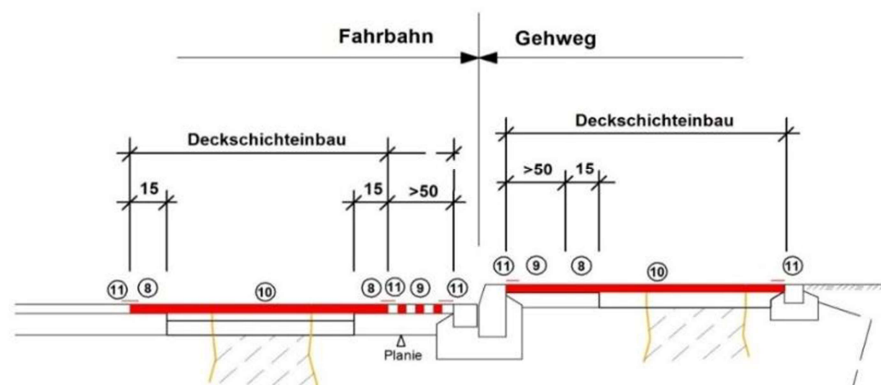 Fahrbahn Gehweg
Deckschichteinbau Deckschichteinbau
15 15 >50 >50 15
11 8 10 8 11 9 11 11 9 8 10 11
Planie